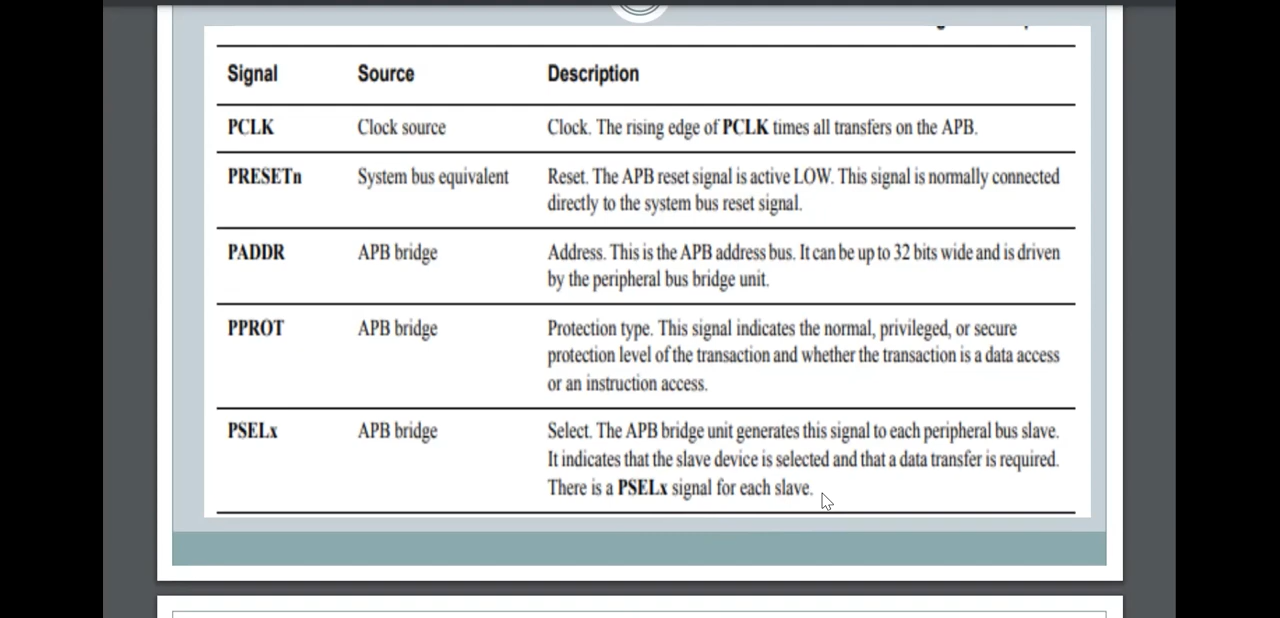 Signal Source Description
PCLK Clock source Clock. The rising edge of PCLK times all transfers on the APB.
PRESETn System bus equivalent Reset. The APB reset signal is active LOW. This signal is normally connected
directly to the system bus reset signal.
PADDR APB bridge Address. This is the APB address bus. It can be up to 32 bits wide and is driven
by the peripheral bus bridge unit.
PPROT APB bridge Protection type. This signal indicates the normal, privileged, or secure
protection level of the transaction and whether the transaction is a data access
or an instruction access.
PSELx APB bridge Select. The APB bridge unit generates this signal to each peripheral bus slave.
It indicates that the slave device is selected and that a data transfer is required.
There is a PSELx signal for each slave.